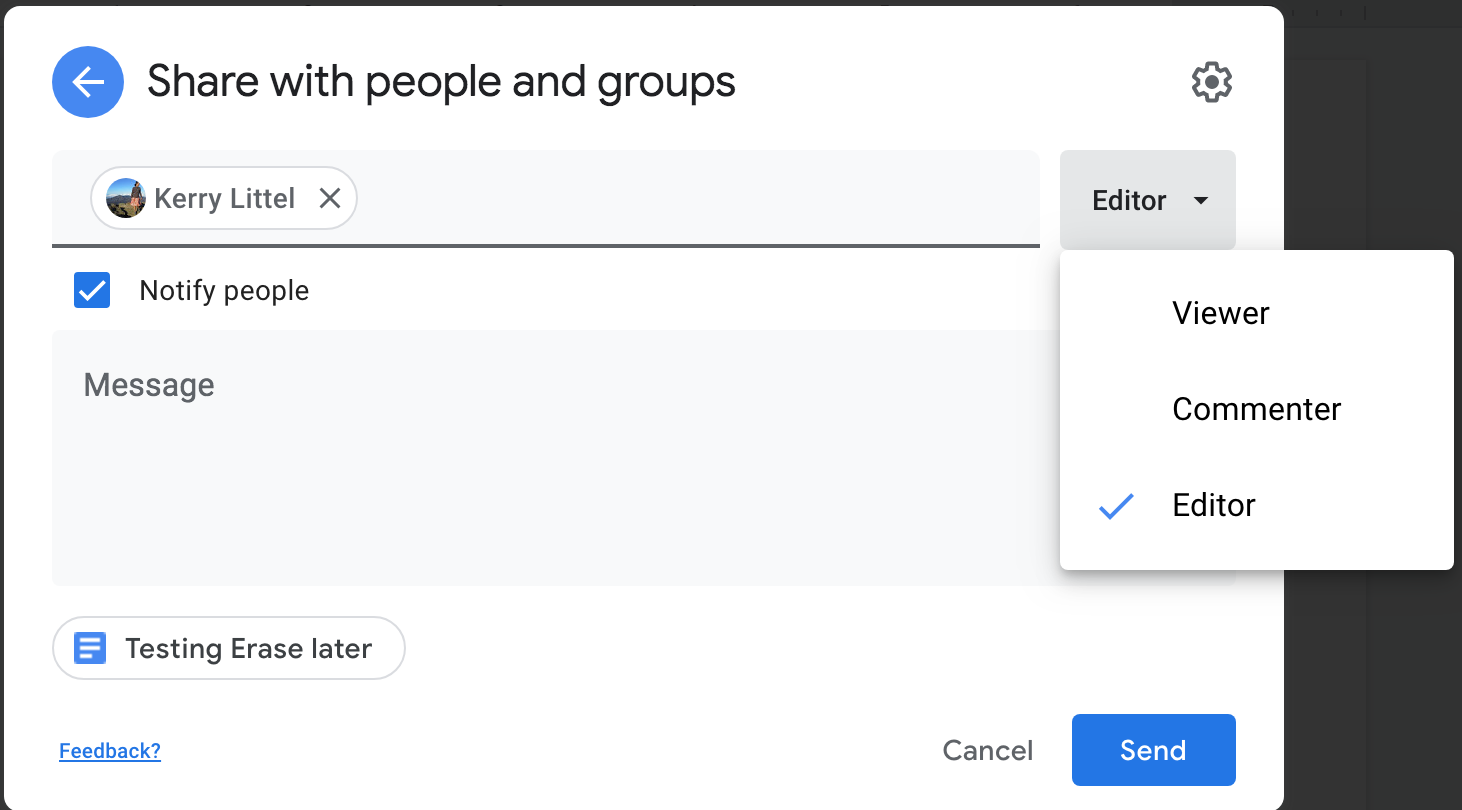 Share with people and groups
Kerry Littel
Editor
Notify people
Viewer
Message
Commenter
Editor
Testing Erase later
Feedback?
Cancel
Send